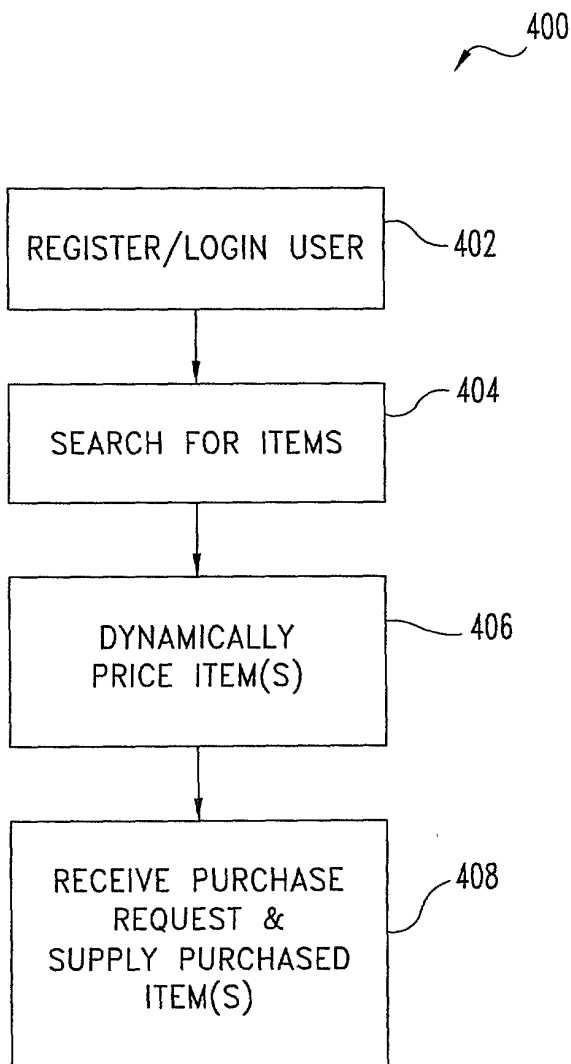 400
REGISTER/LOGIN USER
402
SEARCH FOR ITEMS
404
DYNAMICALLY
PRICE ITEM(S)
406
RECEIVE PURCHASE
REQUEST &
SUPPLY PURCHASED
ITEM(S)
408